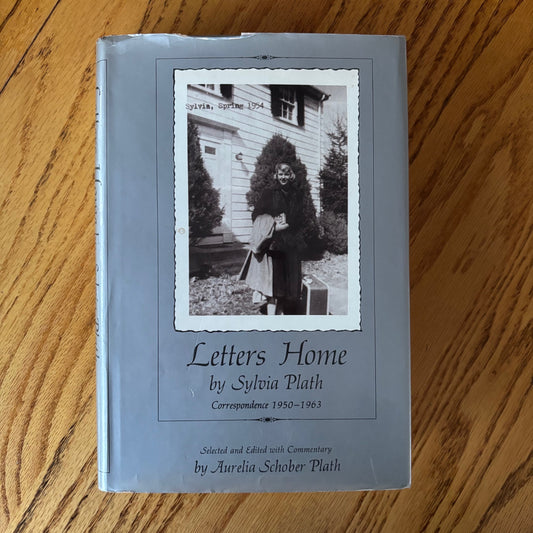 Sylvia, Spring 1954
Letters Home
by Sylvia Plath
Correspondence 1950–1963
Selected and Edited with Commentary
by Aurelia Schober Plath